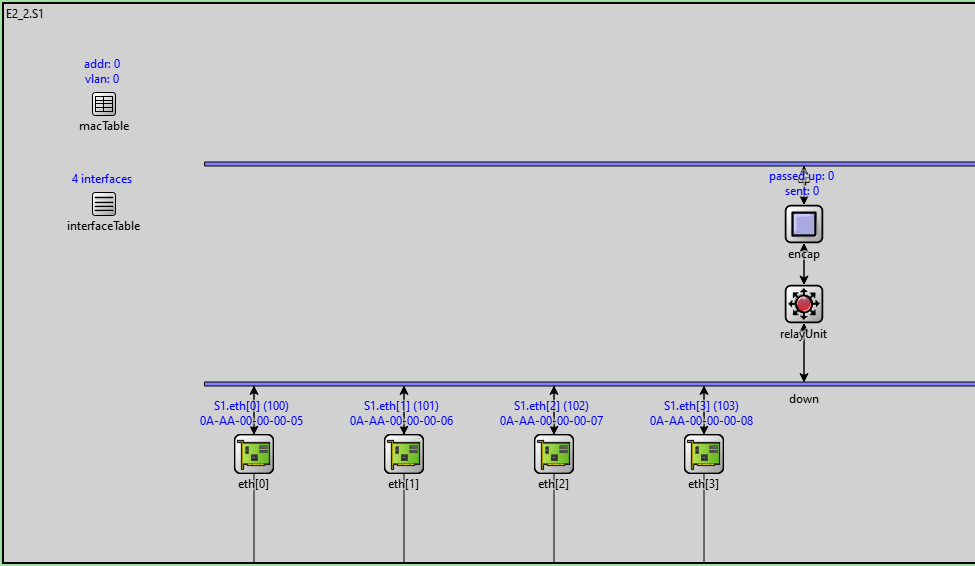 E2_2.S1
addr: 0
vlan: 0
macTable
4 interfaces
interfaceTable
passed up: 0
sent: 0
encap
relayUnit
down
S1.eth[0] (100)
0A-AA-00-00-00-05
eth[0]
S1.eth[1] (101)
0A-AA-00-00-00-06
eth[1]
S1.eth[2] (102)
0A-AA-00-00-00-07
eth[2]
S1.eth[3] (103)
0A-AA-00-00-00-08
eth[3]